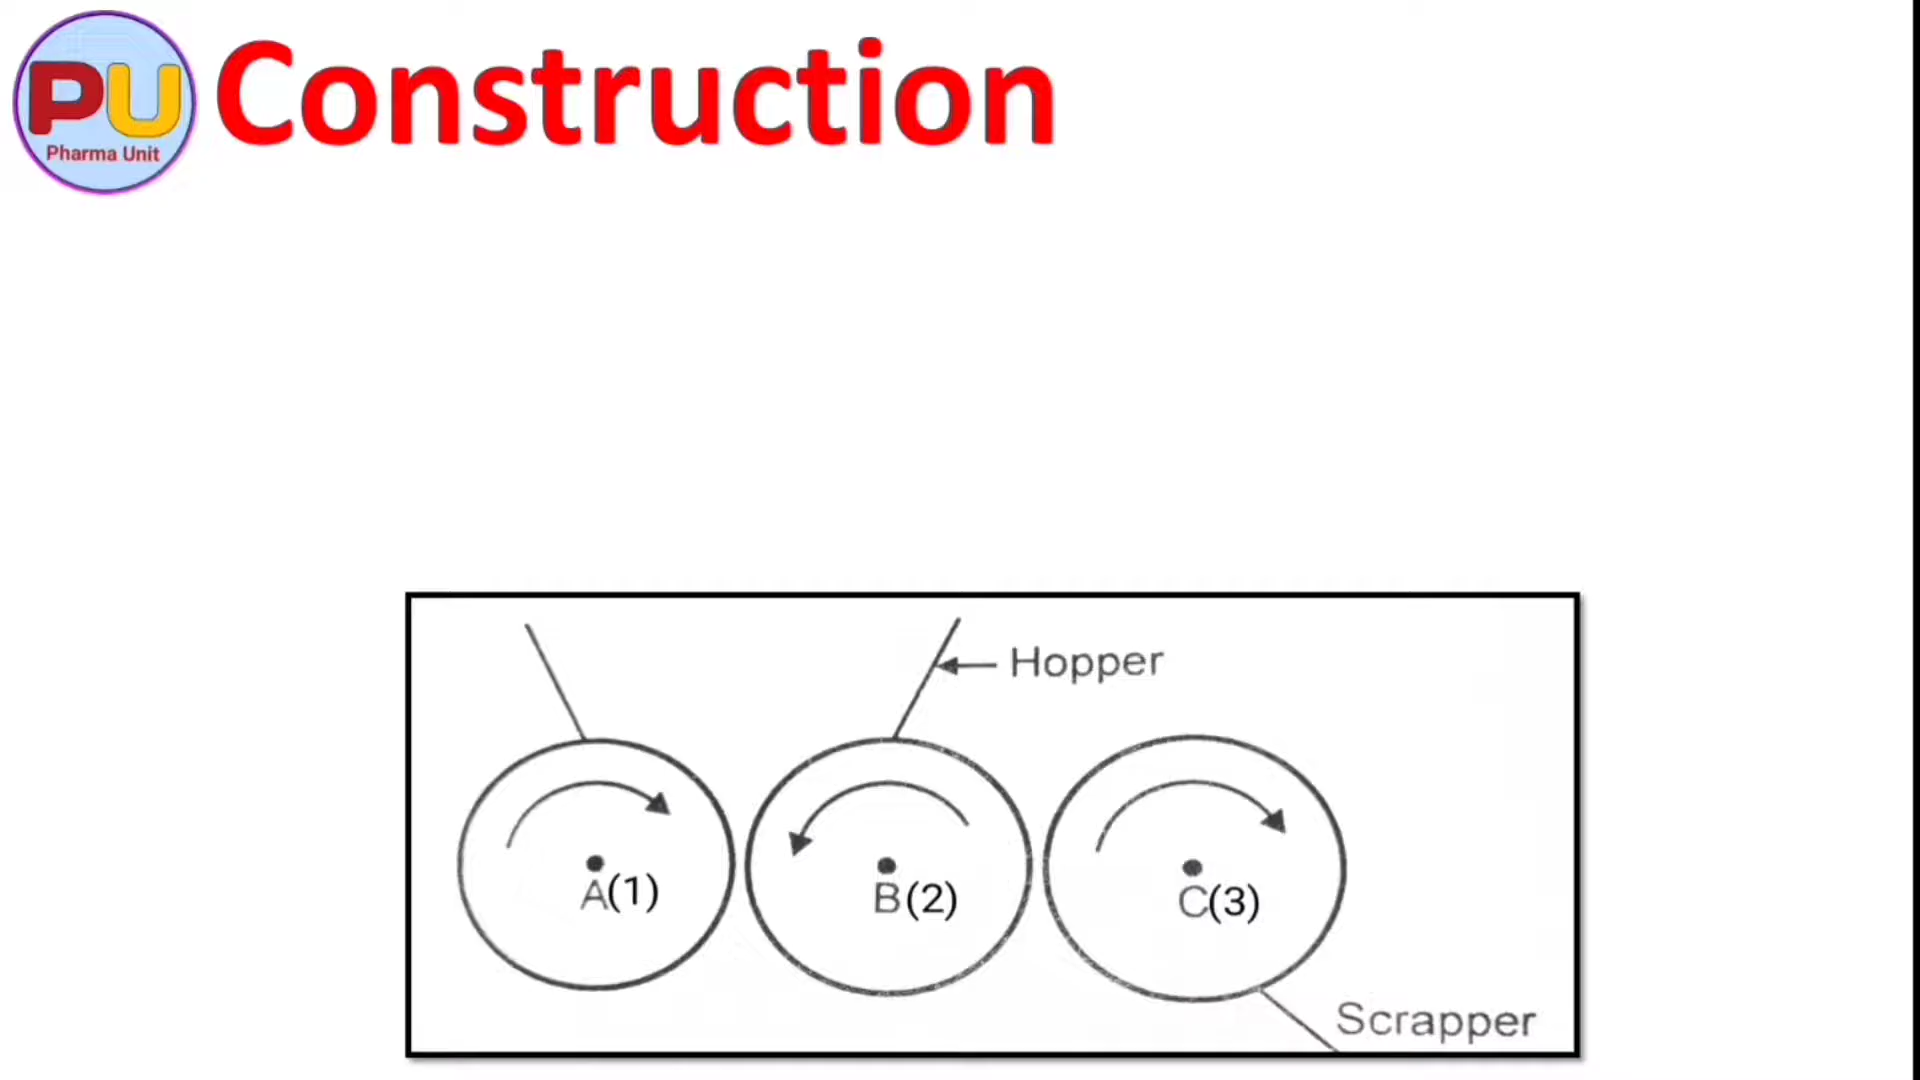 PU
Pharma Unit
Construction
Hopper
A(1)
B(2)
C(3)
Scrapper